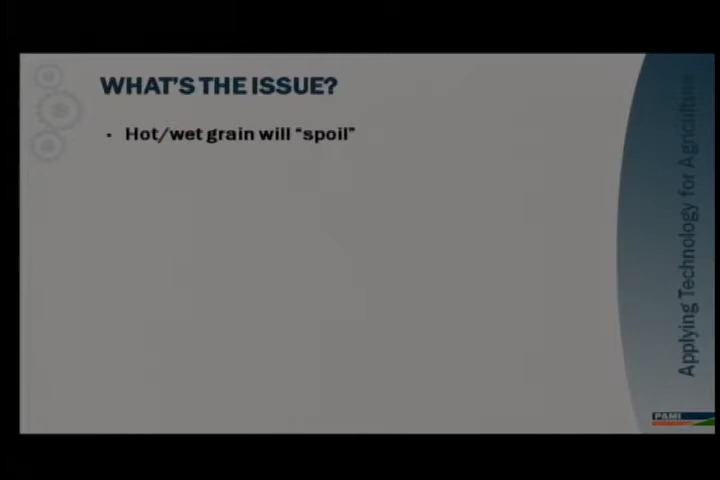 WHAT'S THE ISSUE?
• Hot/wet grain will “spoil”
Applying Technology for Agriculture
PAMI